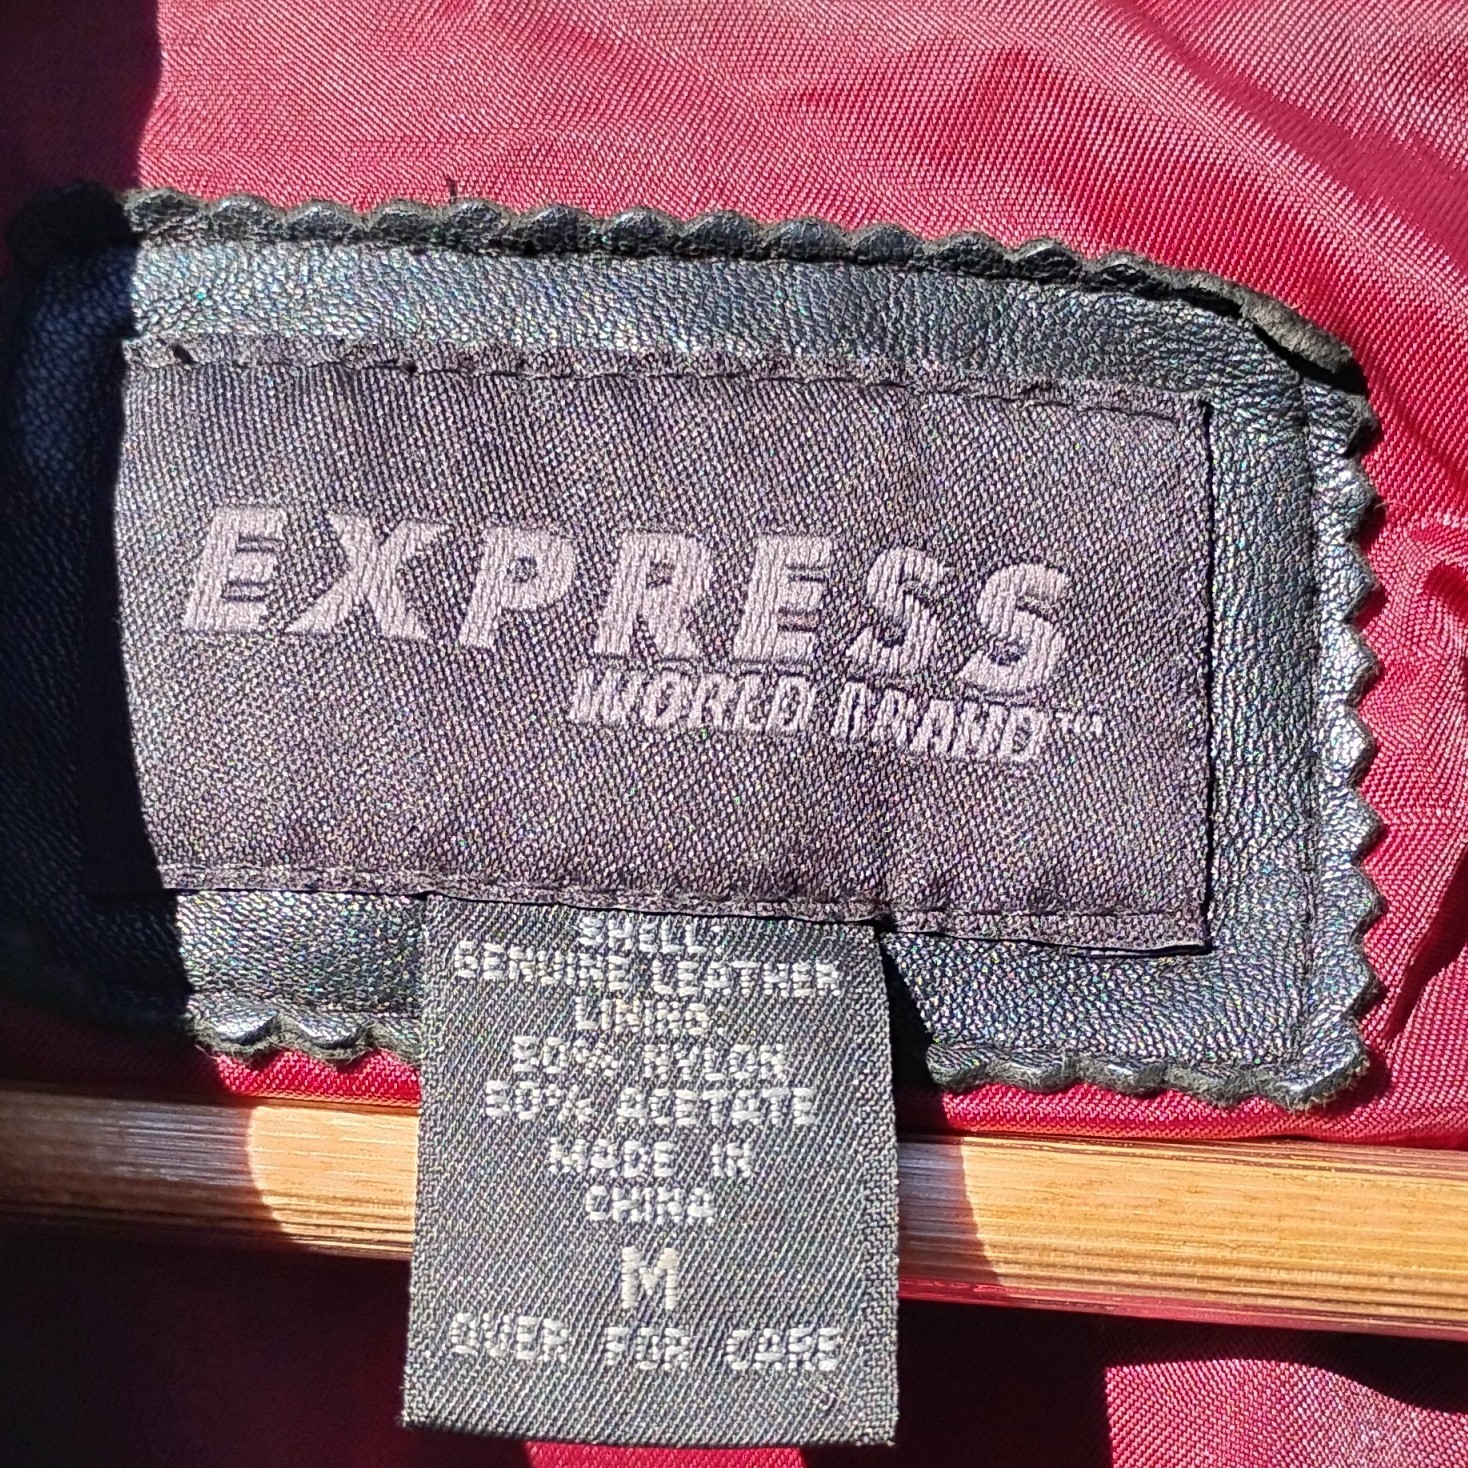 EXPRESS
WORLD BRAND™
SHELL:
GENUINE LEATHER
LINING:
50% NYLON
50% ACETATE
MADE IN
CHINA
M
OVER FOR CARE